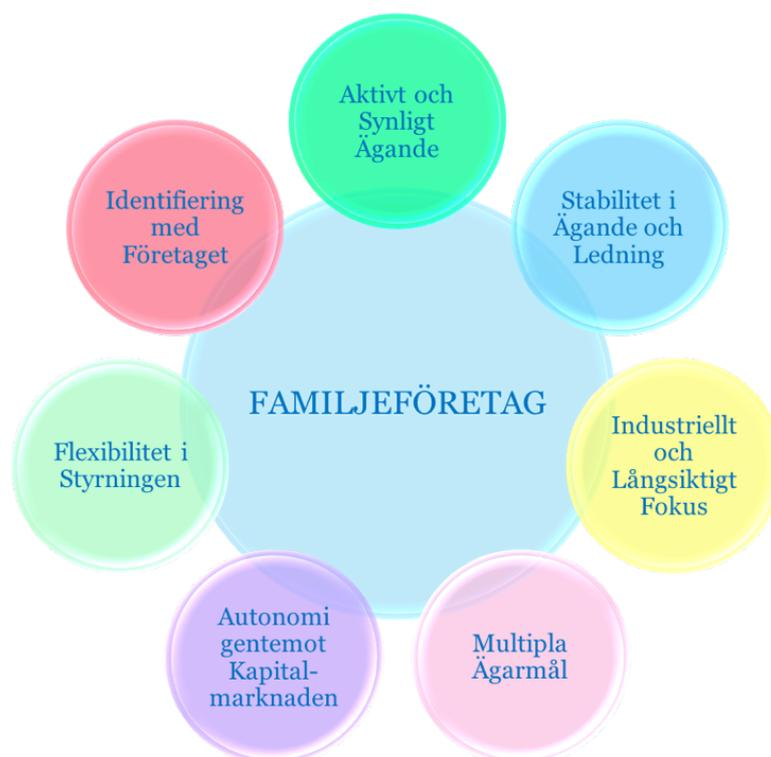 Aktivt och
Synligt
Ägande
Stabilitet i
Ägande och
Ledning
Industriellt
och
Långsiktigt
Fokus
Multipla
Ägarmål
Autonomi
gentemot
Kapital-
marknaden
Flexibilitet i
Styrningen
Identifiering
med
Företaget
FAMILJEFÖRETAG